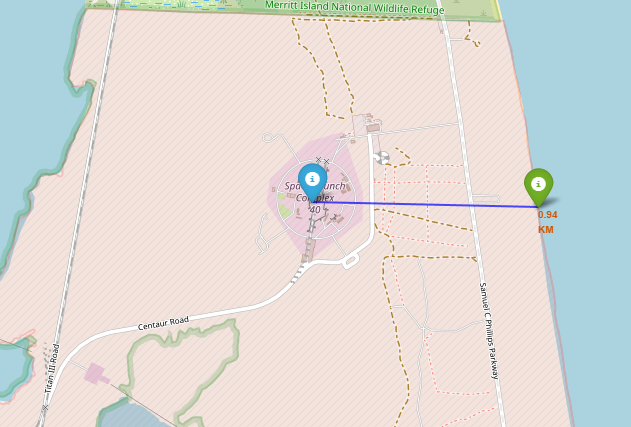 Merritt Island National Wildlife Refuge
Space Launch
Complex
40
0.94
KM
Centaur Road
Titan III Road
Samuel C Phillips Parkway